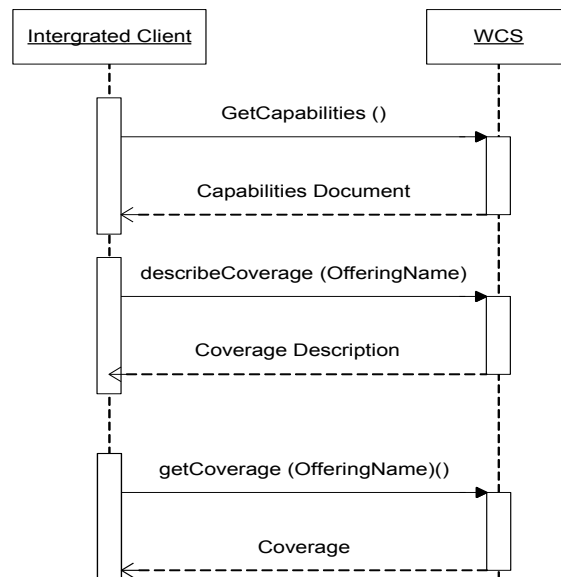 Intergrated Client
WCS
GetCapabilities ()
Capabilities Document
describeCoverage (OfferingName)
Coverage Description
getCoverage (OfferingName)()
Coverage